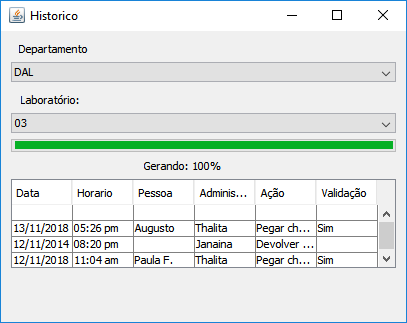 Historico
Departamento
DAL
Laboratório:
03
Gerando: 100%
Data Horario Pessoa Adminis... Ação Validação
13/11/2018 05:26 pm Augusto Thalita Pegar ch... Sim
12/11/2014 08:20 pm Janaina Devolver ...
12/11/2018 11:04 am Paula F. Thalita Pegar ch... Sim